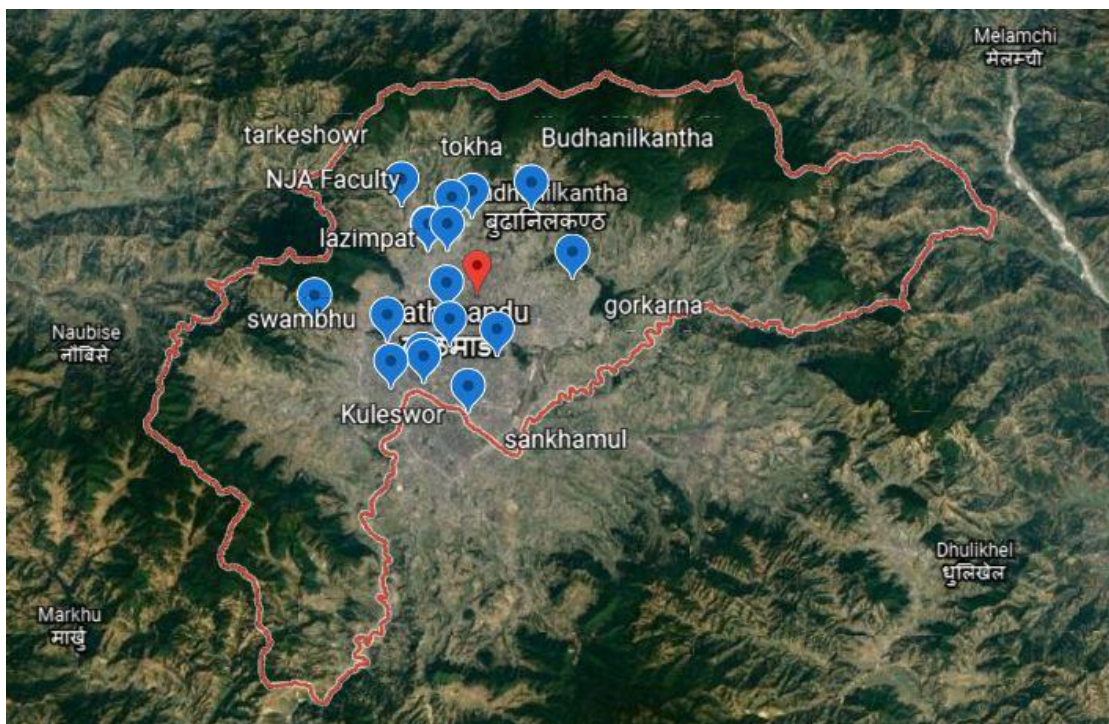 Melamchi
मेलम्ची
tarkeshowr
tokha
Budhanilkantha
NJA Faculty
बुढानिलकण्ठ
lazimpat
swambhu
gorkarna
Naubise
नौबिसे
Kuleswor
sankhamul
Dhulikhel
धुलिखेल
Markhu
मार्खु